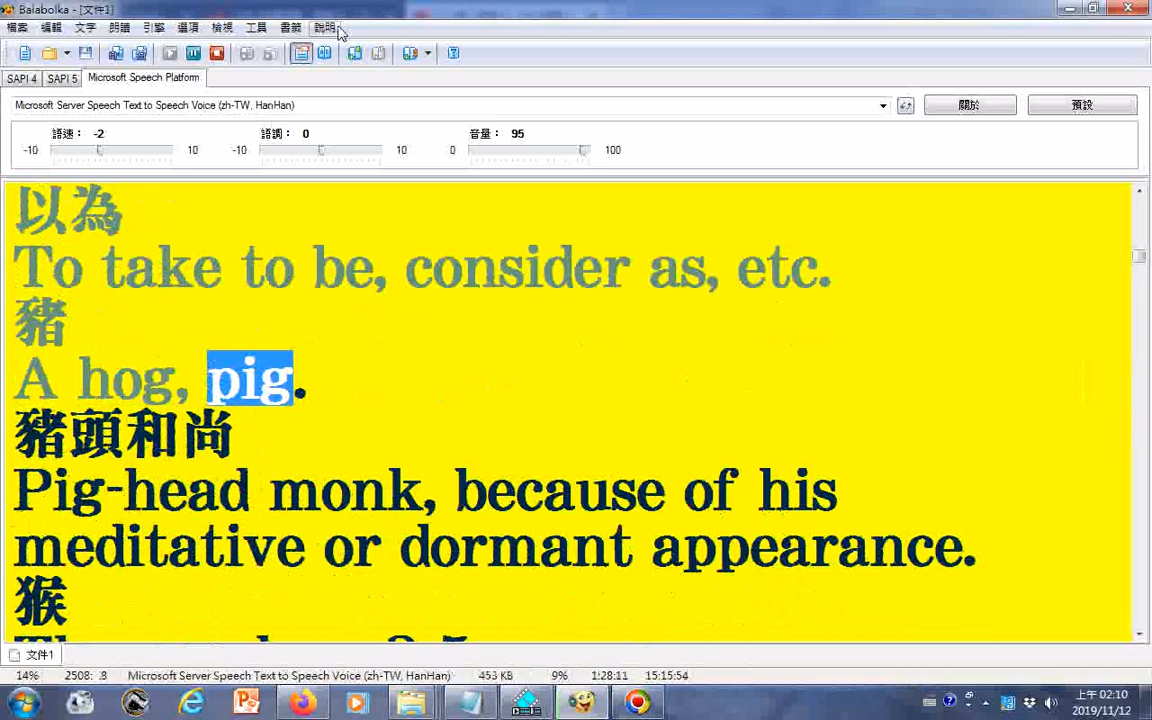 Balabolka - [文件1]
檔案 編輯 文字 朗讀 引擎 選項 檢視 工具 書籤 說明
SAPI 4 SAPI 5 Microsoft Speech Platform
Microsoft Server Speech Text to Speech Voice (zh-TW, HanHan) 關於 預設
語速： -2 語調： 0 音量： 95
-10 10 -10 10 0 100
以為
To take to be, consider as, etc.
豬
A hog, pig.
豬頭和尚
Pig-head monk, because of his
meditative or dormant appearance.
猴
文件1
14% Microsoft Server Speech Text to Speech Voice (zh-TW, HanHan) 453 KB 9% 1:28:11 15:15:54
上午 02:10
2019/11/12